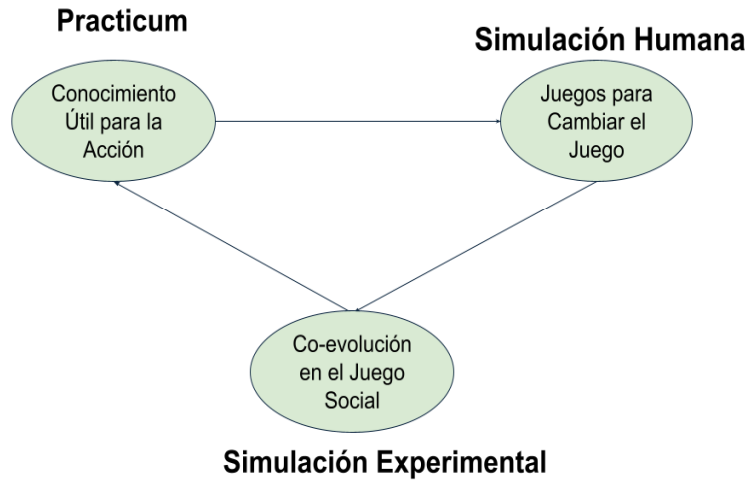 Practicum
Simulación Humana
Conocimiento
Útil para la
Acción
Juegos para
Cambiar el
Juego
Co-evolución
en el Juego
Social
Simulación Experimental